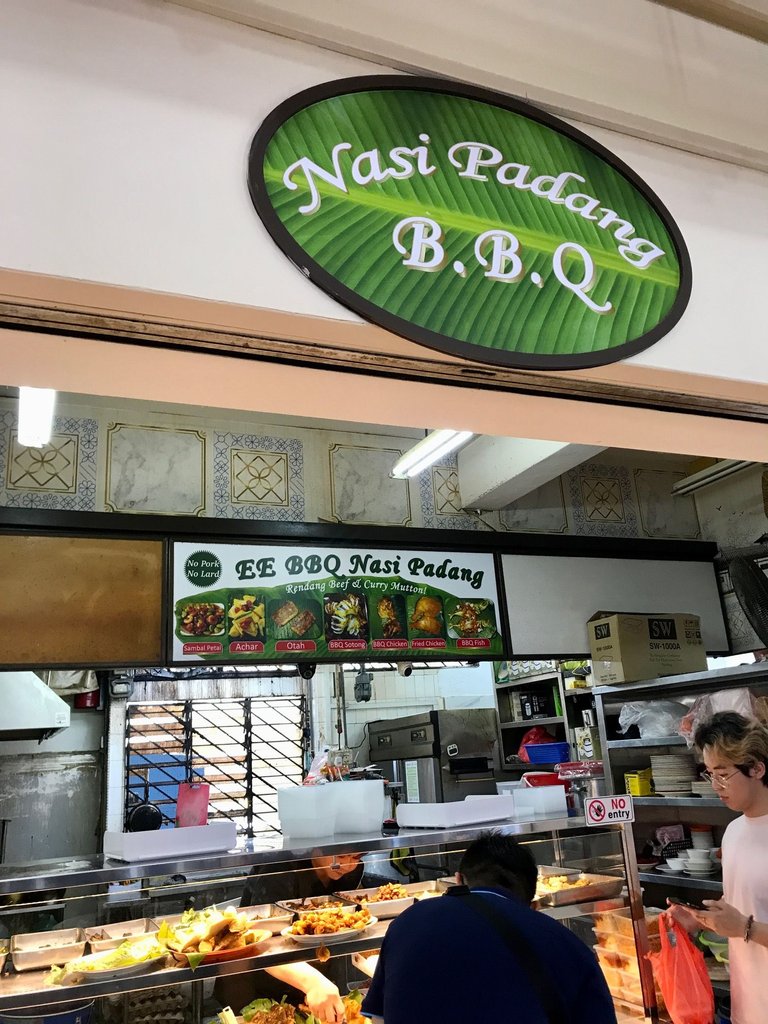 Nasi Padang
B.B.Q
No Pork
No Lard
EE BBQ Nasi Padang
Rendang Beef & Curry Mutton!
Sambal Petai
Achar
Otah
BBQ Sotong
BBQ Chicken
Fried Chicken
BBQ Fish
SW
SW
SW-1000A
NO
entry